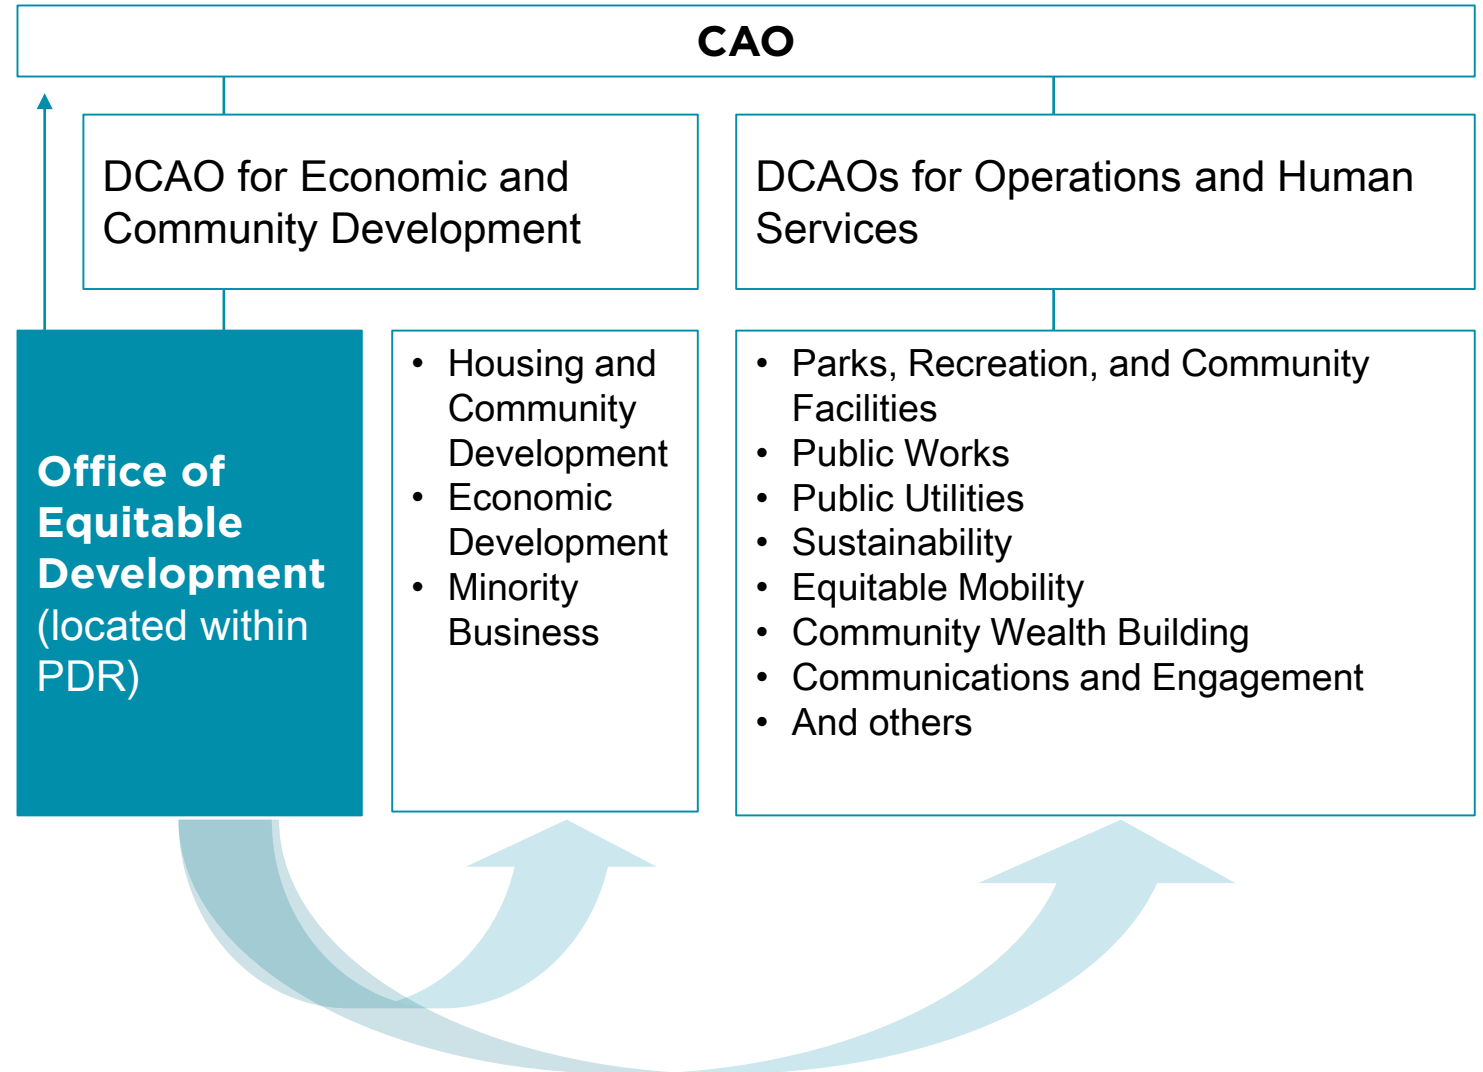 CAO
DCAO for Economic and
Community Development
DCAOs for Operations and Human
Services
Office of
Equitable
Development
(located within
PDR)
• Housing and
Community
Development
• Economic
Development
• Minority
Business
• Parks, Recreation, and Community
Facilities
• Public Works
• Public Utilities
• Sustainability
• Equitable Mobility
• Community Wealth Building
• Communications and Engagement
• And others